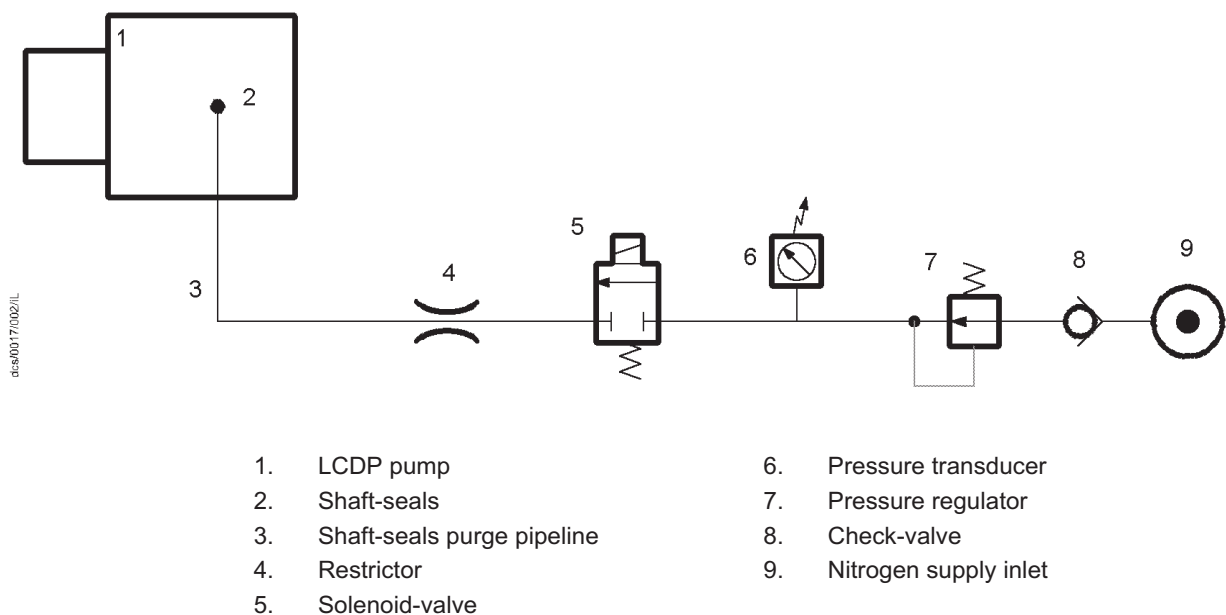 1
2
3
4
5
6
7
8
9
dcs/0017/002/iL
1. LCDP pump
2. Shaft-seals
3. Shaft-seals purge pipeline
4. Restrictor
5. Solenoid-valve
6. Pressure transducer
7. Pressure regulator
8. Check-valve
9. Nitrogen supply inlet